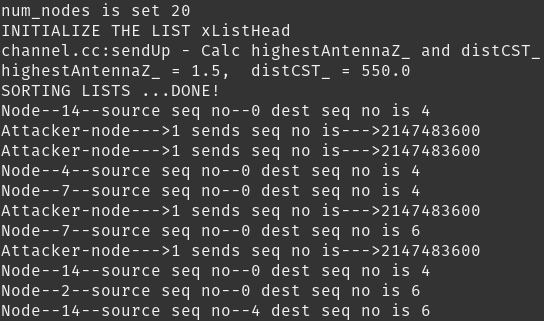 num_nodes is set 20
INITIALIZE THE LIST xListHead
channel.cc:sendUp - Calc highestAntennaZ_ and distCST_
highestAntennaZ_ = 1.5,  distCST_ = 550.0
SORTING LISTS ...DONE!
Node--14--source seq no--0 dest seq no is 4
Attacker-node--->1 sends seq no is--->2147483600
Attacker-node--->1 sends seq no is--->2147483600
Node--4--source seq no--0 dest seq no is 4
Node--7--source seq no--0 dest seq no is 4
Attacker-node--->1 sends seq no is--->2147483600
Node--7--source seq no--0 dest seq no is 6
Attacker-node--->1 sends seq no is--->2147483600
Node--14--source seq no--0 dest seq no is 4
Node--2--source seq no--0 dest seq no is 6
Node--14--source seq no--4 dest seq no is 6